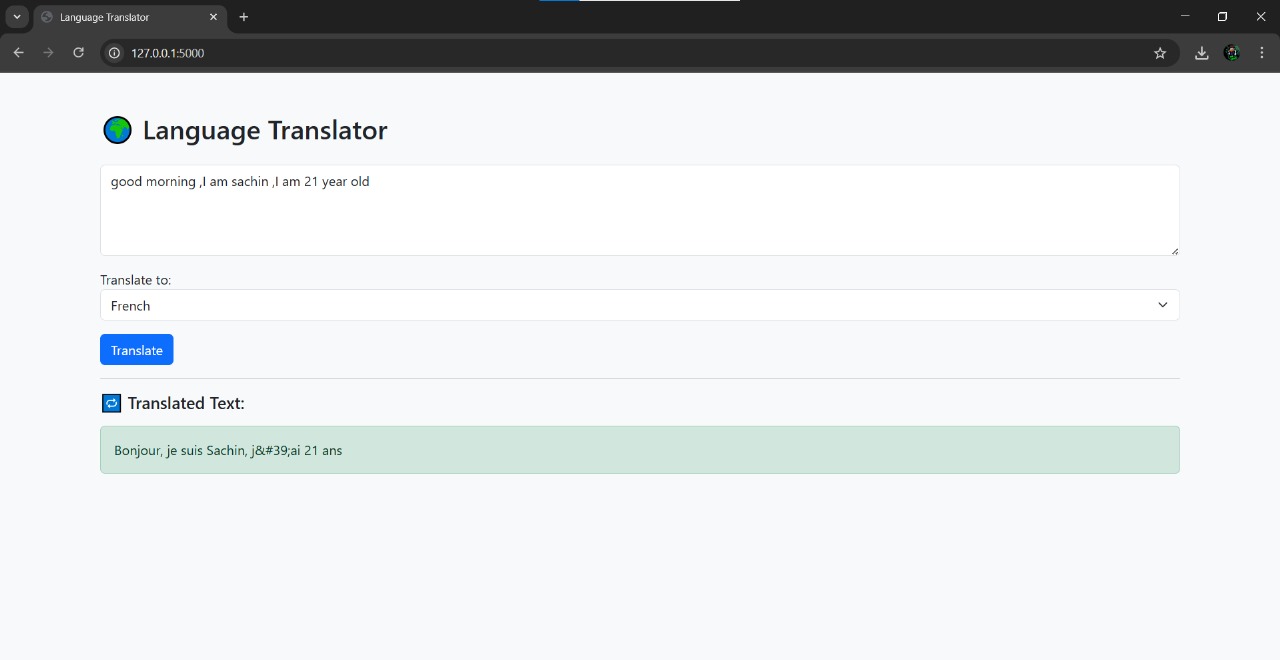 Language Translator
127.0.0.1:5000
Language Translator
good morning ,I am sachin ,I am 21 year old
Translate to:
French
Translate
Translated Text:
Bonjour, je suis Sachin, j&#39;ai 21 ans